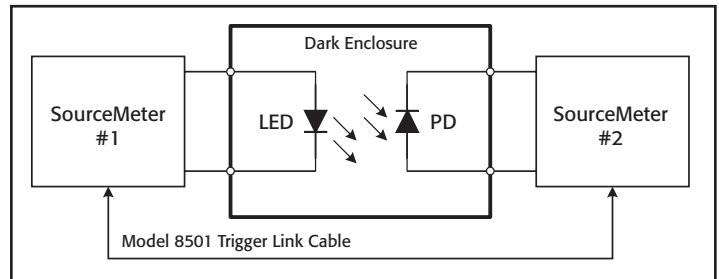 Dark Enclosure
SourceMeter
#1
LED
PD
SourceMeter
#2
Model 8501 Trigger Link Cable